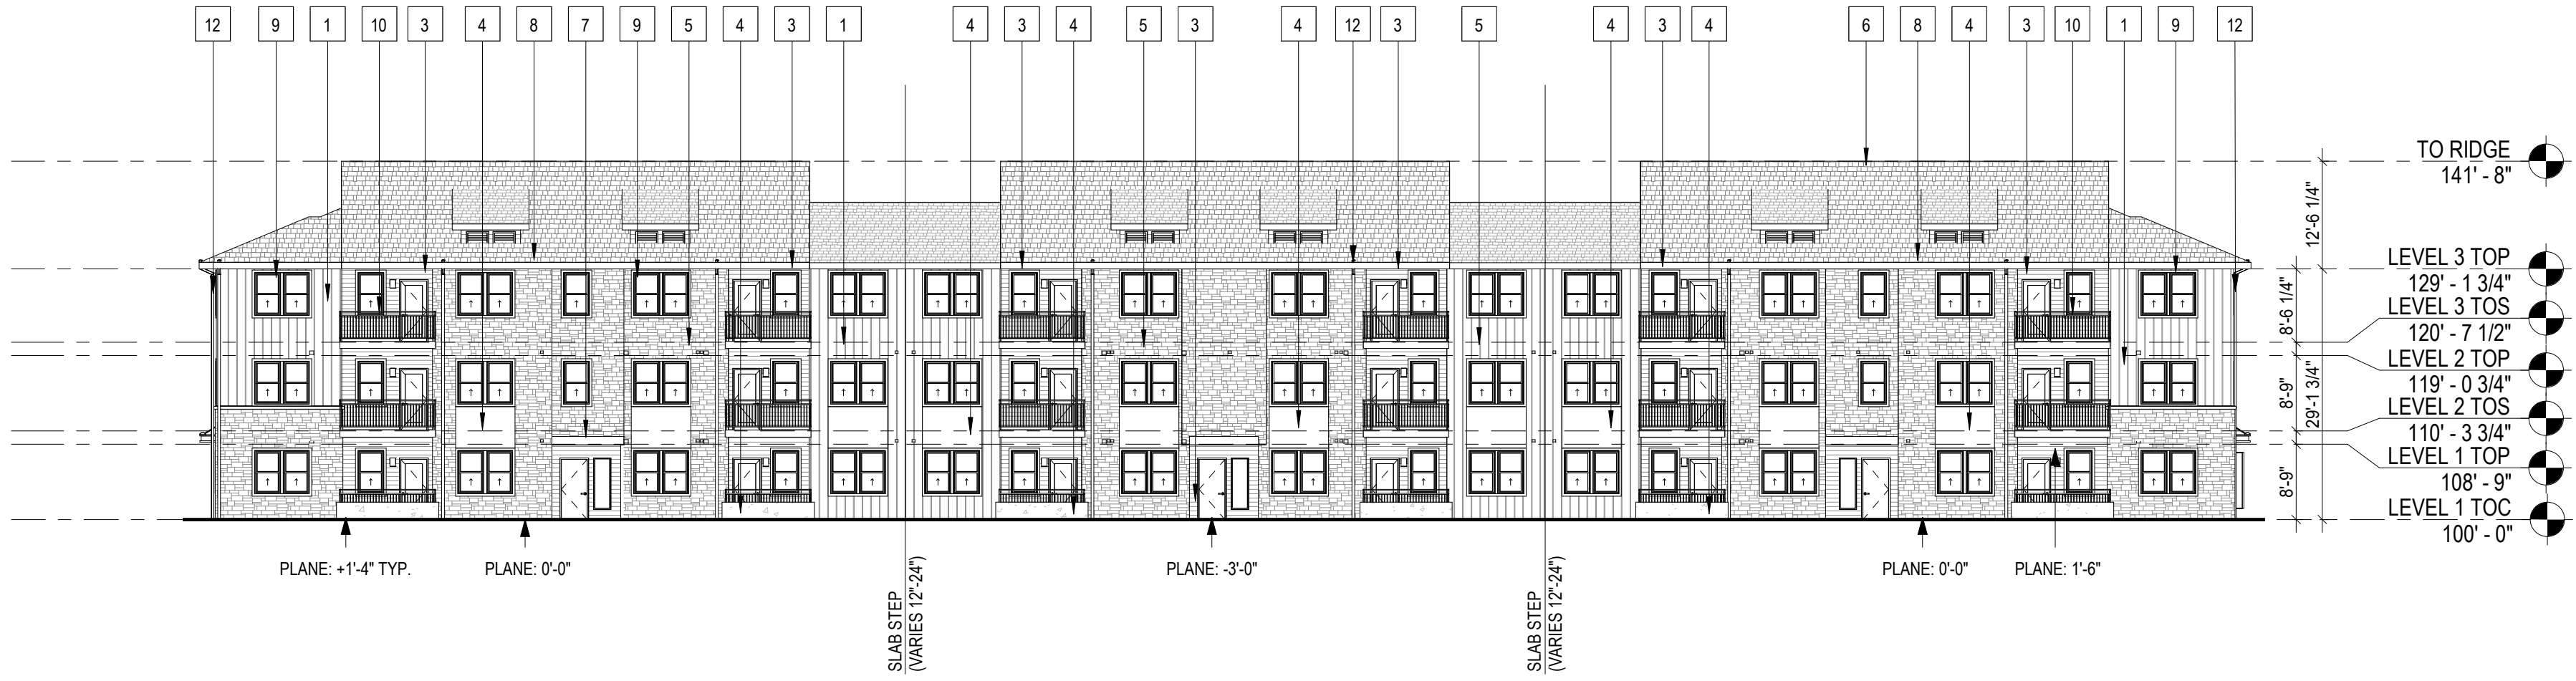 12 9 1 10 3 4 8 7 9 5 4 3 1 4 3 4 5 3 4 12 3 5 4 3 4 6 8 4 3 10 1 9 12
TO RIDGE
141' - 8"
12'-6 1/4"
LEVEL 3 TOP
129' - 1 3/4"
8'-6 1/4"
LEVEL 3 TOS
120' - 7 1/2"
LEVEL 2 TOP
119' - 0 3/4"
8'-9"
29'-1 3/4"
LEVEL 2 TOS
110' - 3 3/4"
LEVEL 1 TOP
108' - 9"
8'-9"
LEVEL 1 TOC
100' - 0"
PLANE: +1'-4" TYP.
PLANE: 0'-0"
PLANE: -3'-0"
PLANE: 0'-0"
PLANE: 1'-6"
SLAB STEP
(VARIES 12"-24")
SLAB STEP
(VARIES 12"-24")